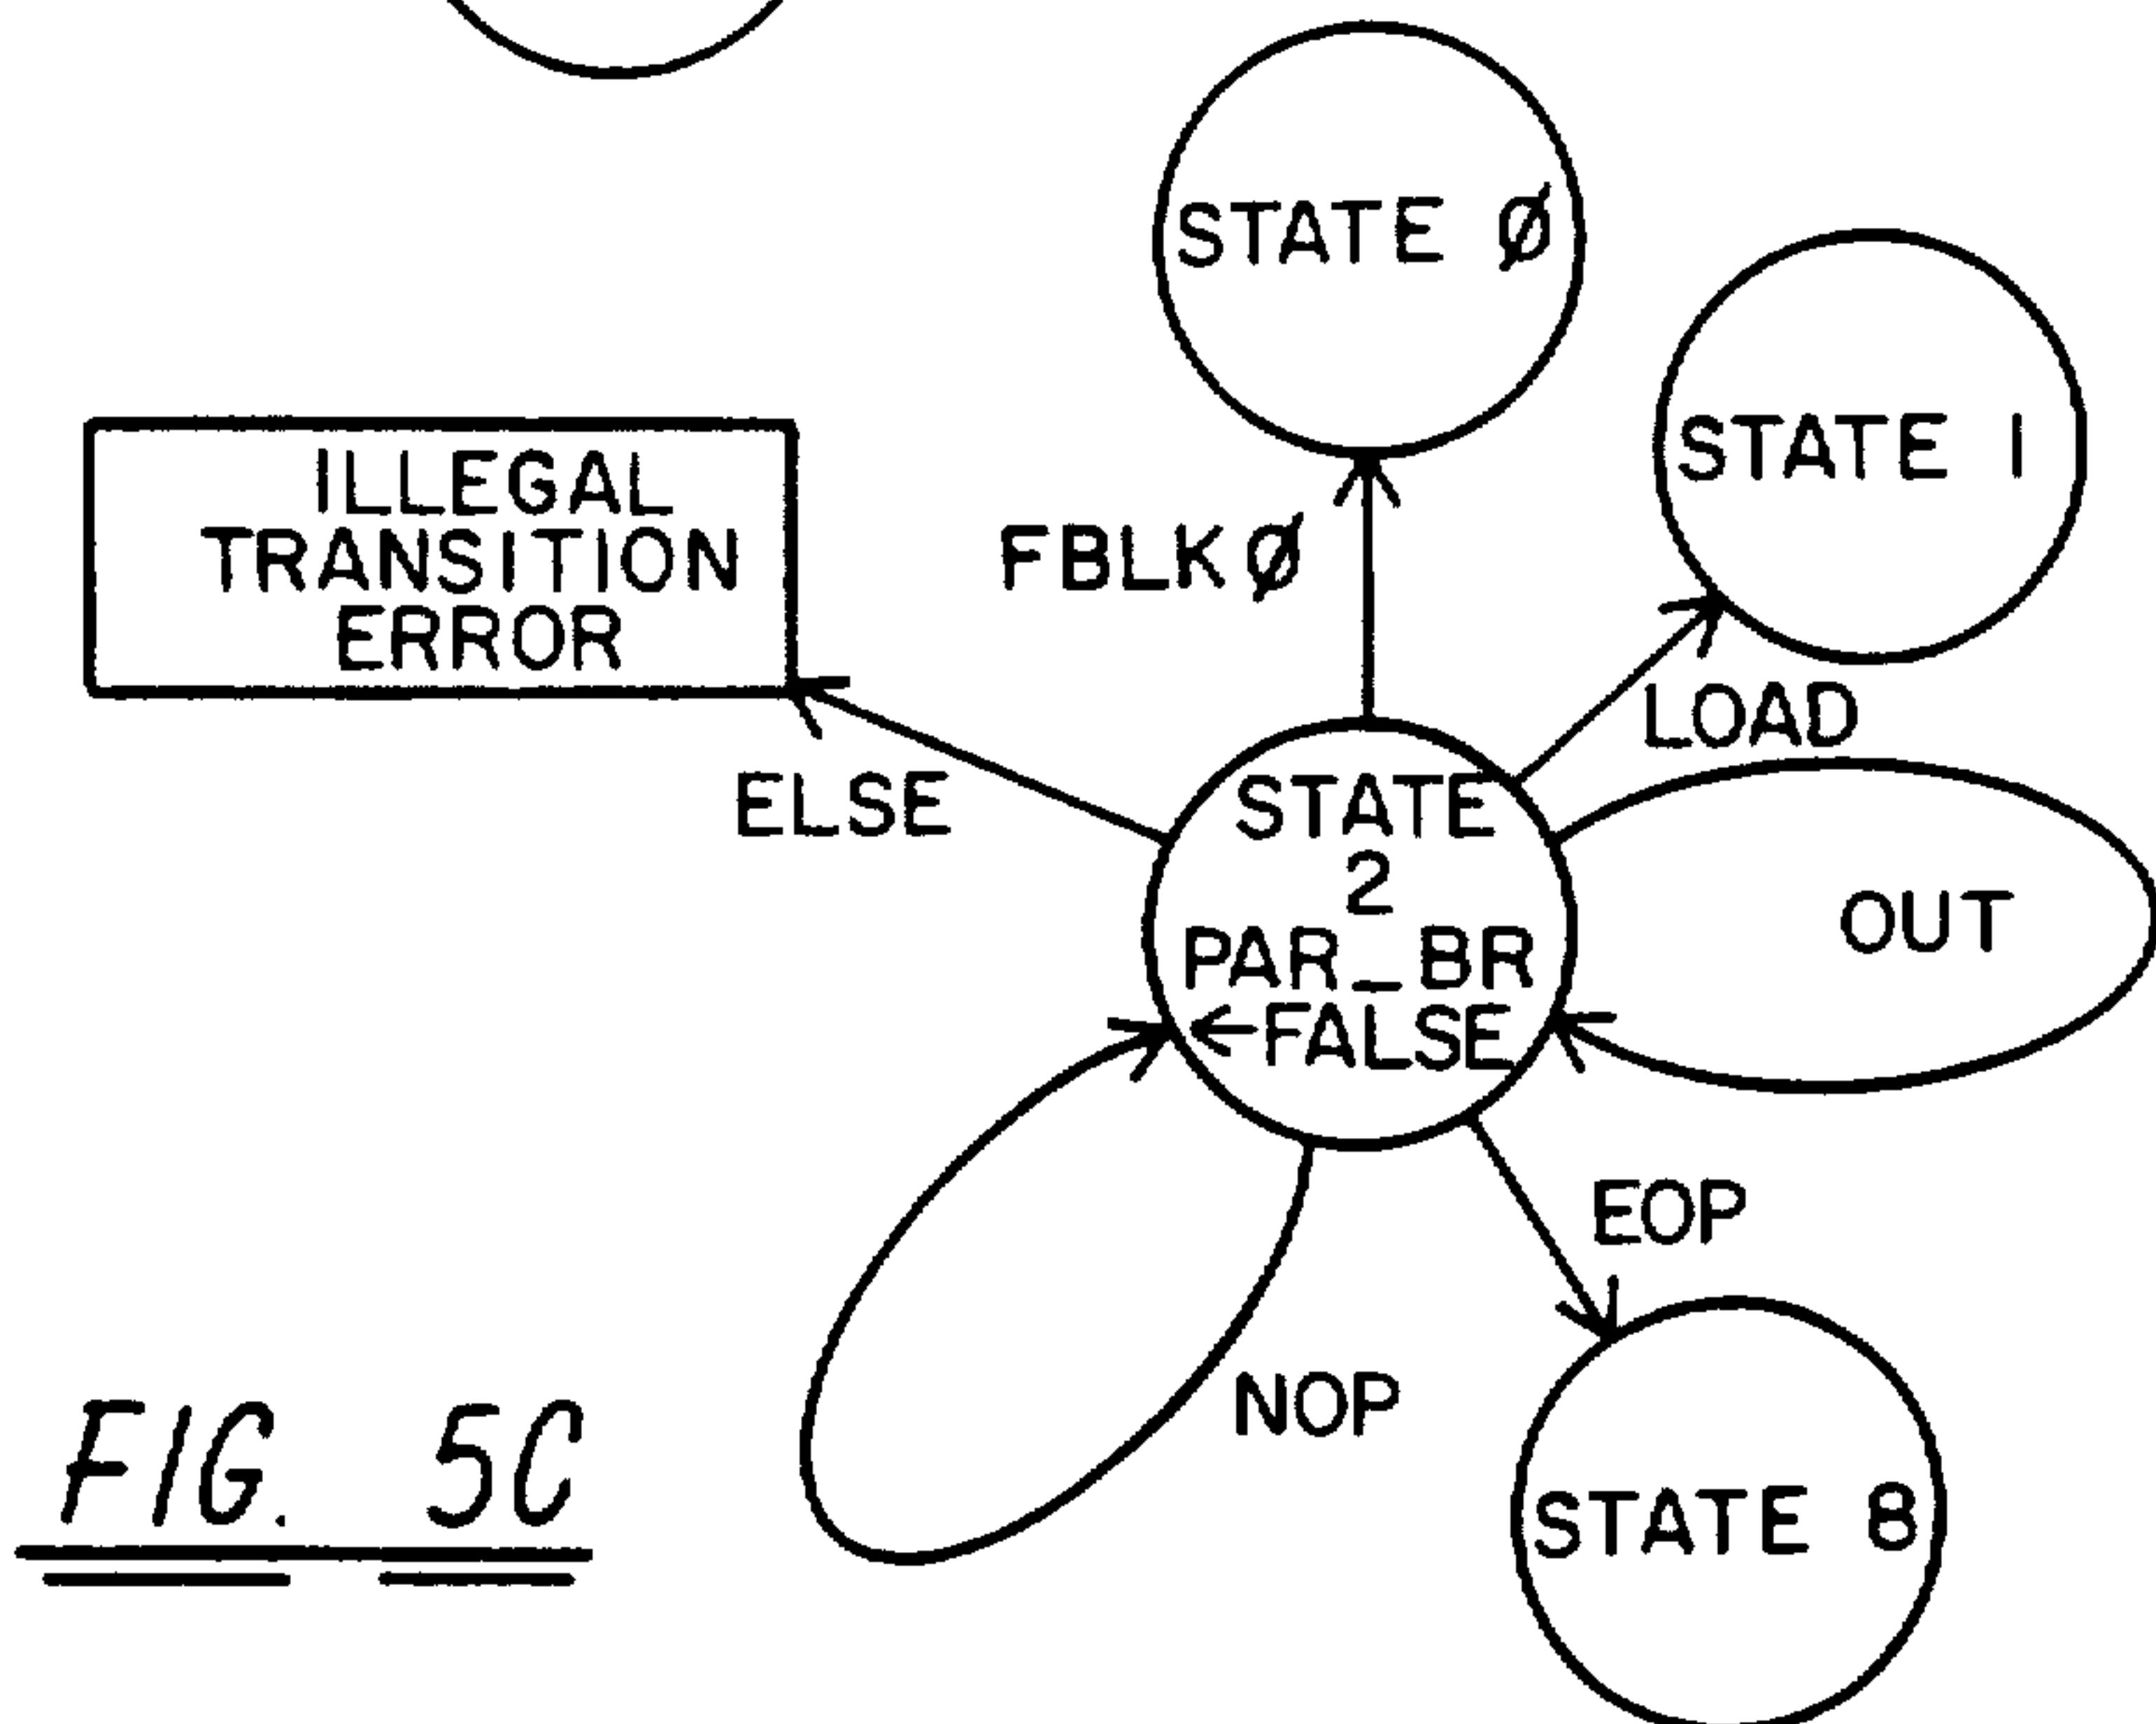 STATE Ø
STATE 1
ILLEGAL
TRANSITION
ERROR
FBLKØ
LOAD
ELSE
STATE
2
PAR_BR
←FALSE
OUT
EOP
NOP
STATE 8
FIG. 5C